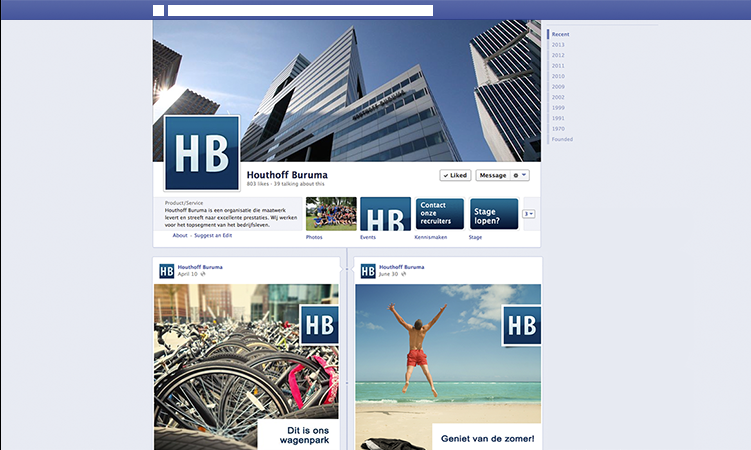 Recent
2013
2012
2011
2010
2009
2002
1999
1991
1970
Founded
HB
Houthoff Buruma
803 likes · 39 talking about this
Liked
Message
Product/Service
Houthoff Buruma is een organisatie die maatwerk
levert en streeft naar excellente prestaties. Wij werken
voor het topsegment van het bedrijfsleven.
About · Suggest an Edit
Photos
HB
Events
Contact
onze
recruiters
Kennismaken
Stage
lopen?
Stage
3
HB
Houthoff Buruma
April 10
HB
Dit is ons
wagenpark
HB
Houthoff Buruma
June 30
HB
Geniet van de zomer!